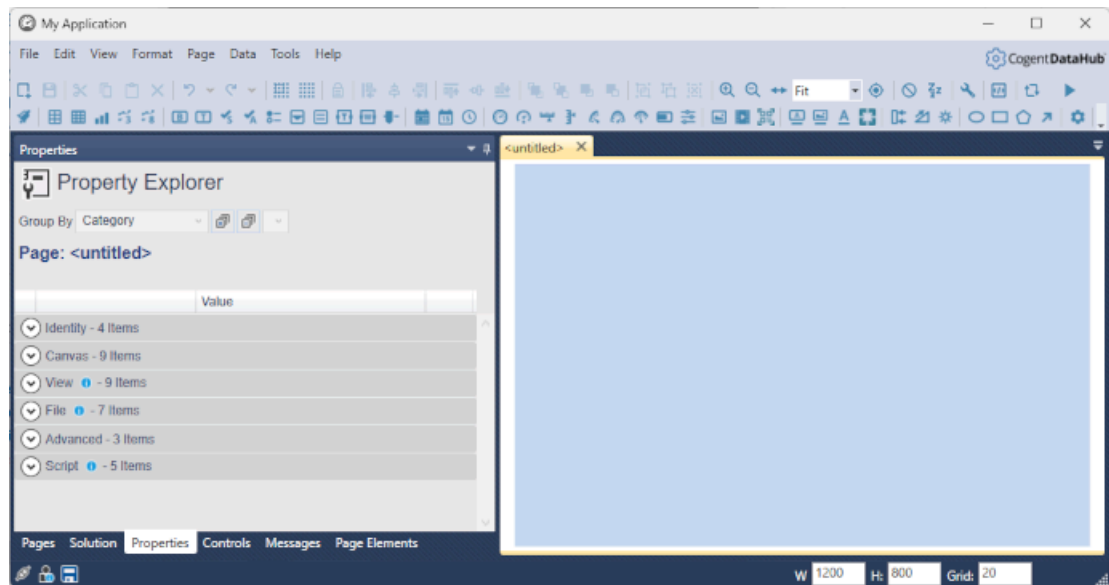 My Application
File Edit View Format Page Data Tools Help
CogentDataHub
Fit
Properties
<untitled>
Property Explorer
Group By Category
Page: <untitled>
Value
Identity - 4 Items
Canvas - 9 Items
View - 9 Items
File - 7 Items
Advanced - 3 Items
Script - 5 Items
Pages Solution Properties Controls Messages Page Elements
W 1200 H: 800 Grid: 20